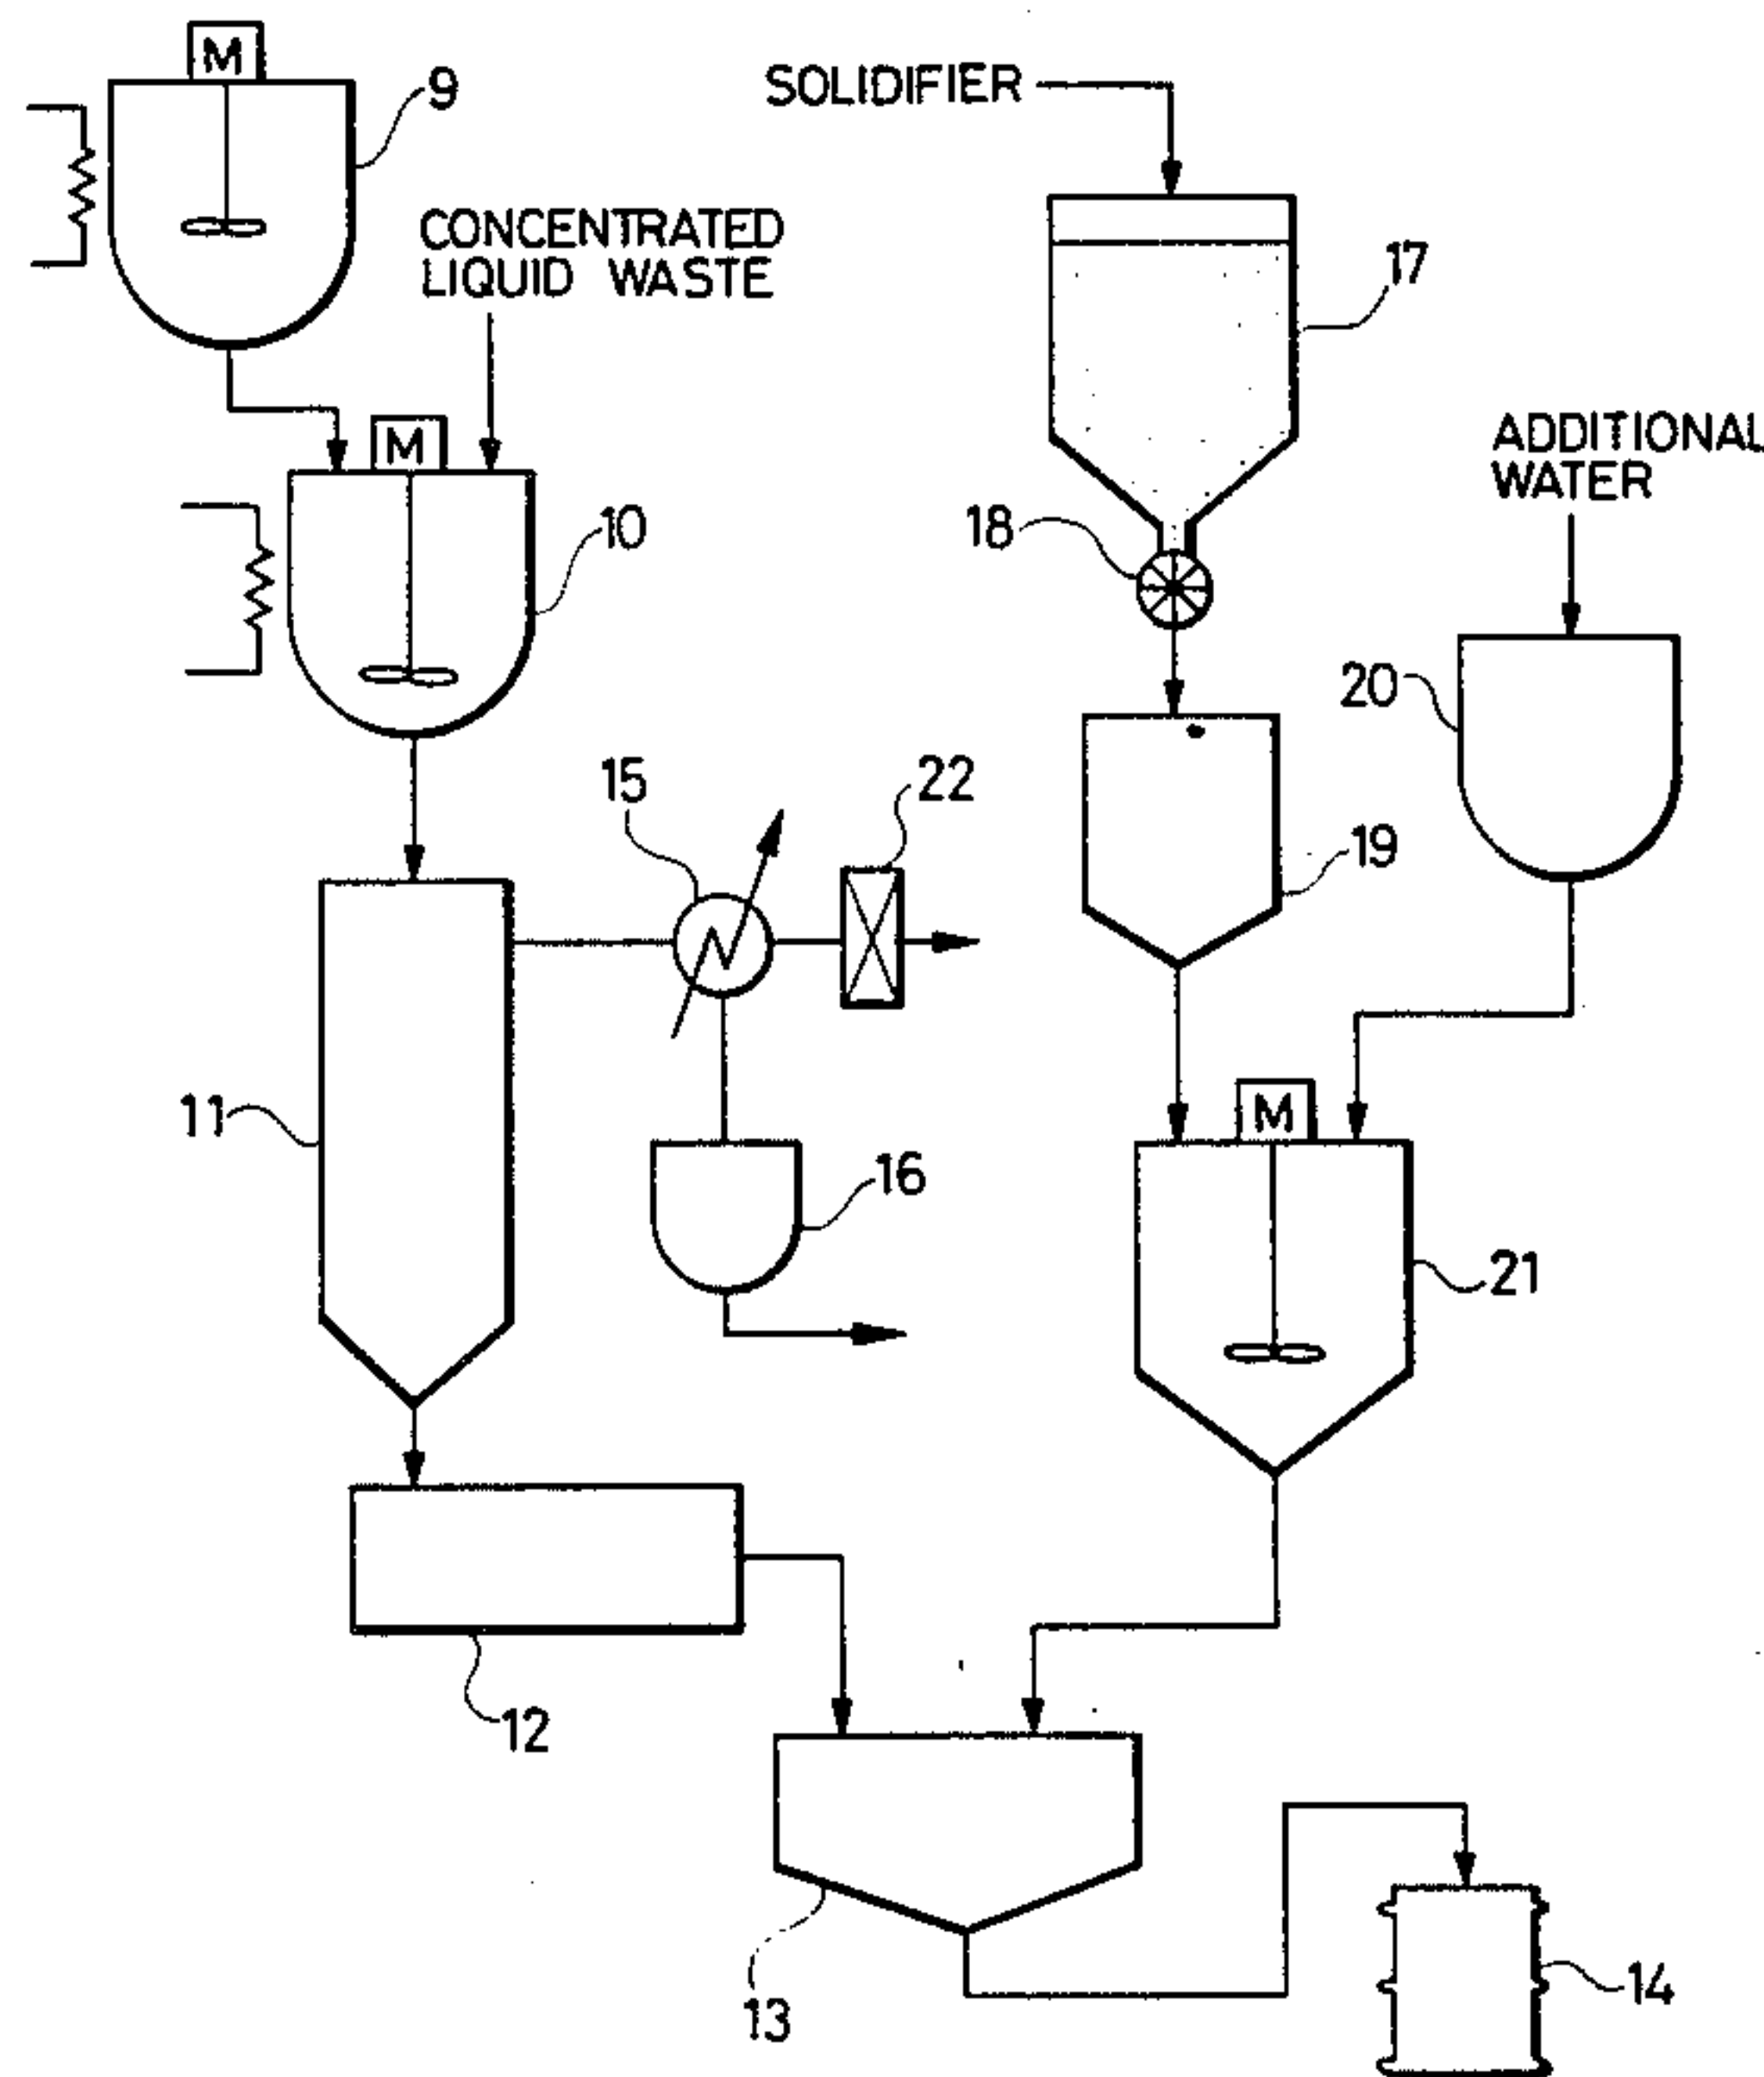 M
9
SOLIDIFIER
CONCENTRATED
LIQUID WASTE
17
M
ADDITIONAL
WATER
10
18
20
15
22
19
11
M
16
21
12
13
14